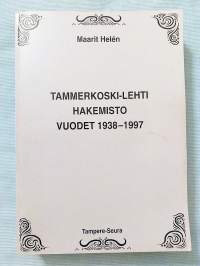 Maarit Helén
TAMMERKOSKI-LEHTI
HAKEMISTO
VUODET 1938–1997
Tampere-Seura